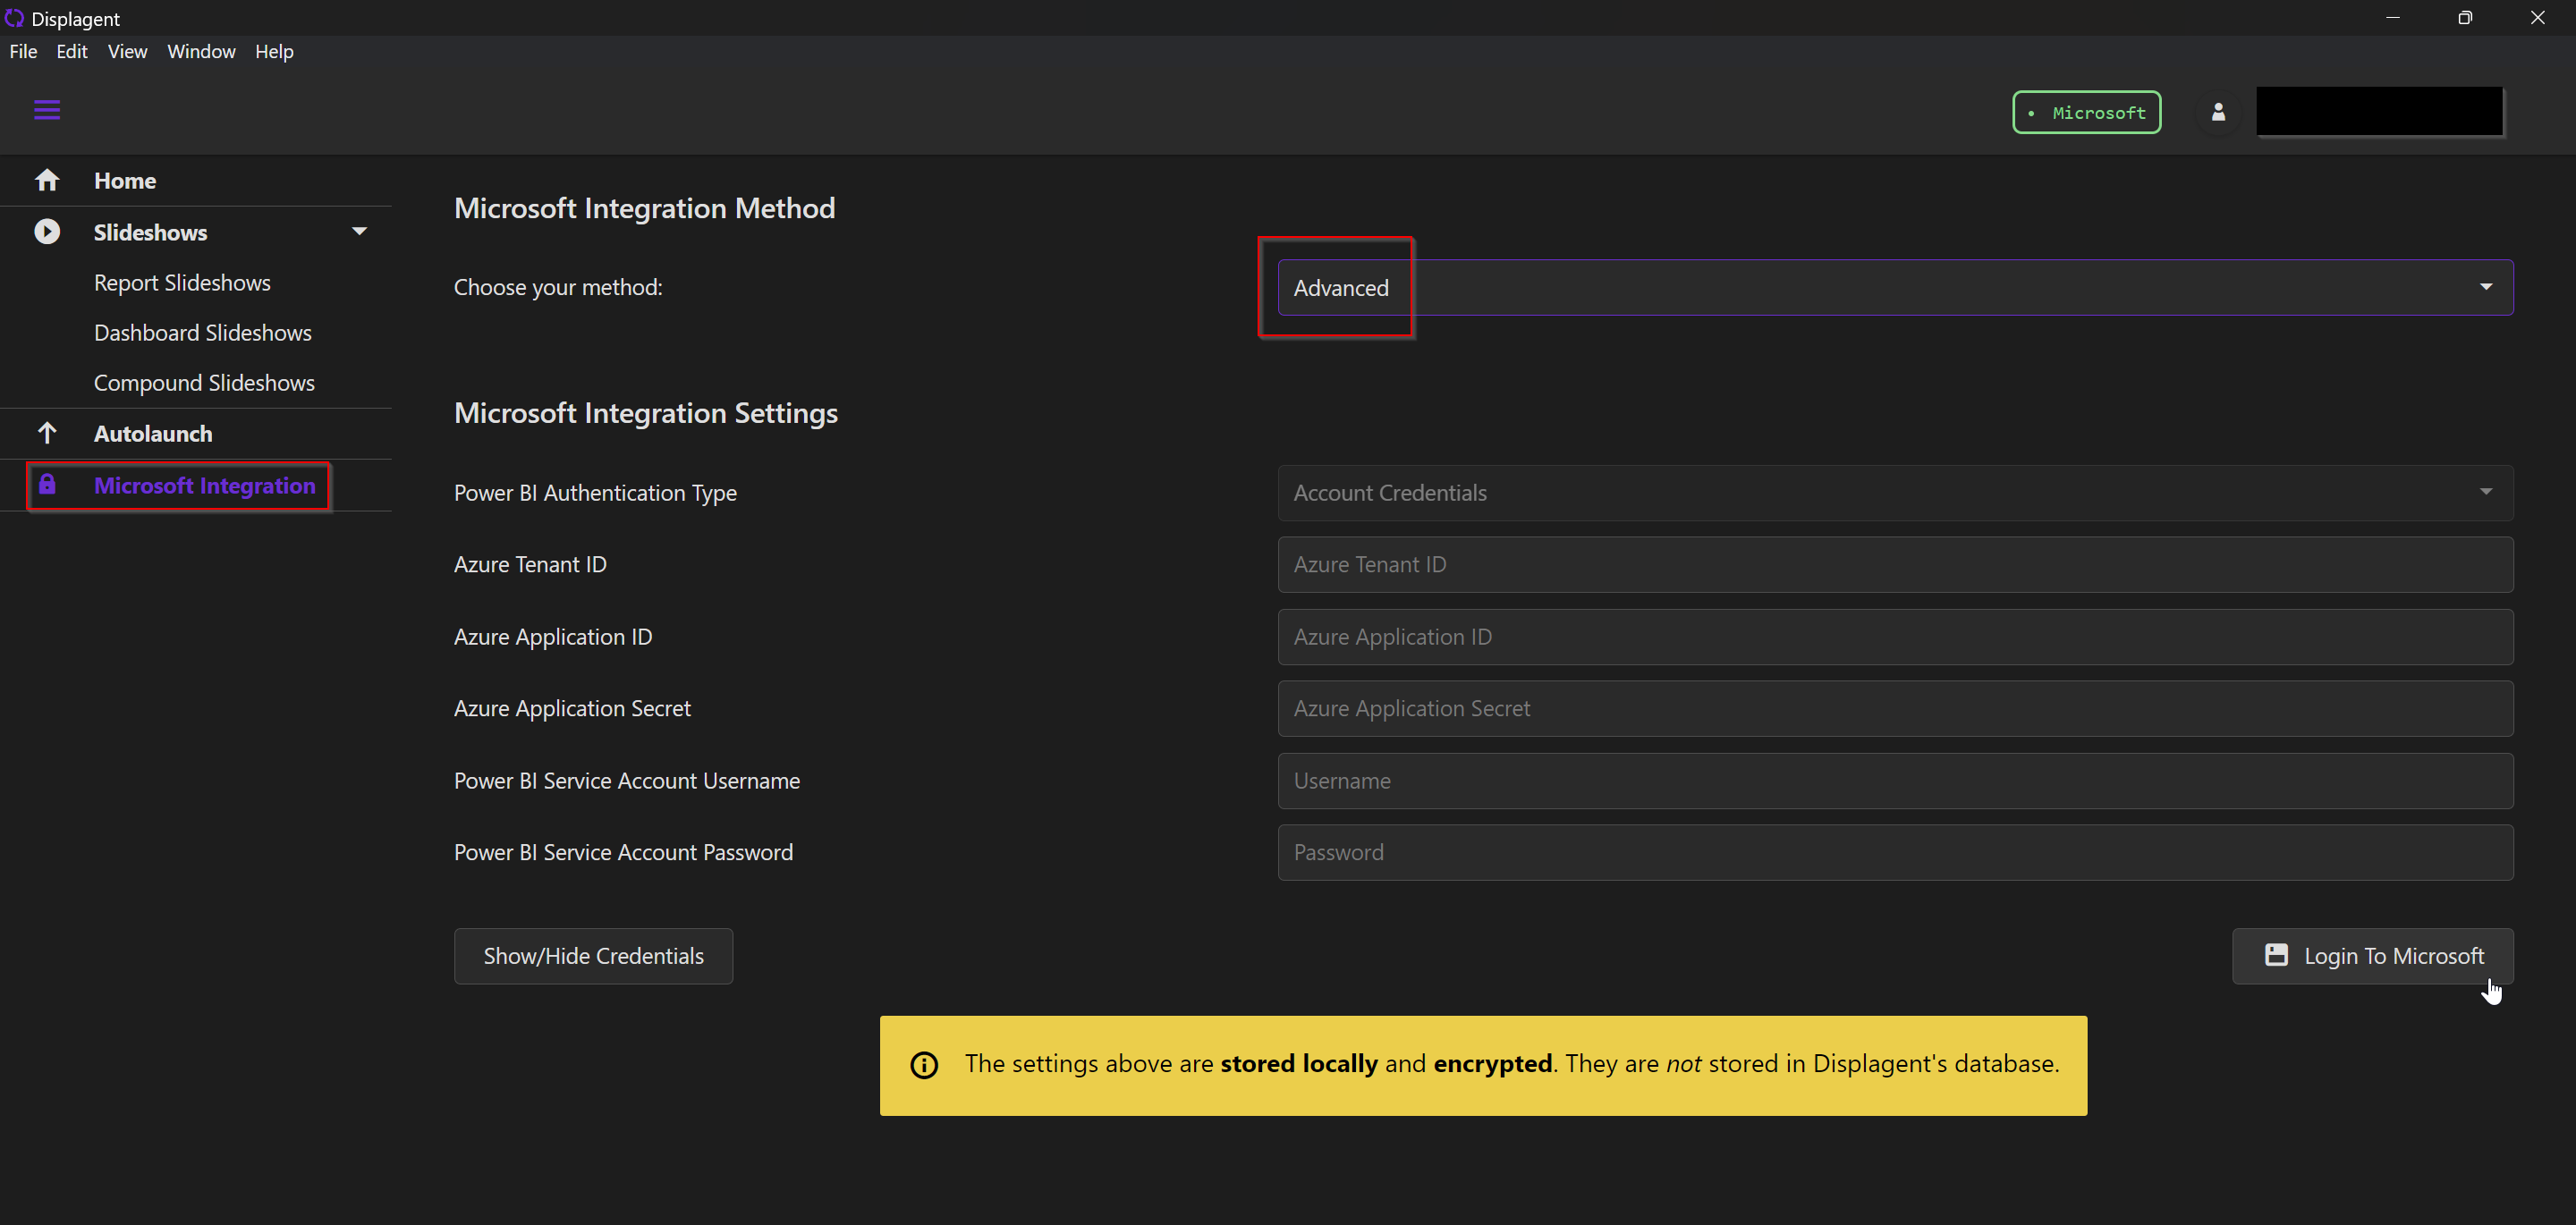 Displagent
File Edit View Window Help
• Microsoft
Home
Slideshows
Report Slideshows
Dashboard Slideshows
Compound Slideshows
Autolaunch
Microsoft Integration
Microsoft Integration Method
Choose your method: Advanced
Microsoft Integration Settings
Power BI Authentication Type Account Credentials
Azure Tenant ID Azure Tenant ID
Azure Application ID Azure Application ID
Azure Application Secret Azure Application Secret
Power BI Service Account Username Username
Power BI Service Account Password Password
Show/Hide Credentials Login To Microsoft
The settings above are stored locally and encrypted. They are not stored in Displagent's database.